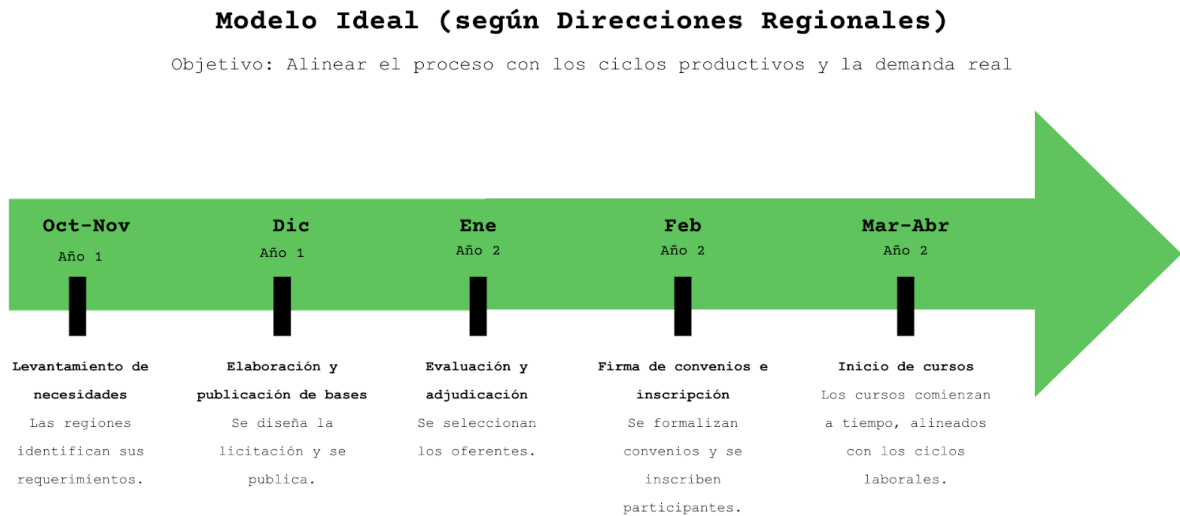 Modelo Ideal (según Direcciones Regionales)
Objetivo: Alinear el proceso con los ciclos productivos y la demanda real
Oct-Nov
Año 1
Levantamiento de
necesidades
Las regiones
identifican sus
requerimientos.
Dic
Año 1
Elaboración y
publicación de bases
Se diseña la
licitación y se
publica.
Ene
Año 2
Evaluación y
adjudicación
Se seleccionan
los oferentes.
Feb
Año 2
Firma de convenios e
inscripción
Se formalizan
convenios y se
inscriben
participantes.
Mar-Abr
Año 2
Inicio de cursos
Los cursos comienzan
a tiempo, alineados
con los ciclos
laborales.